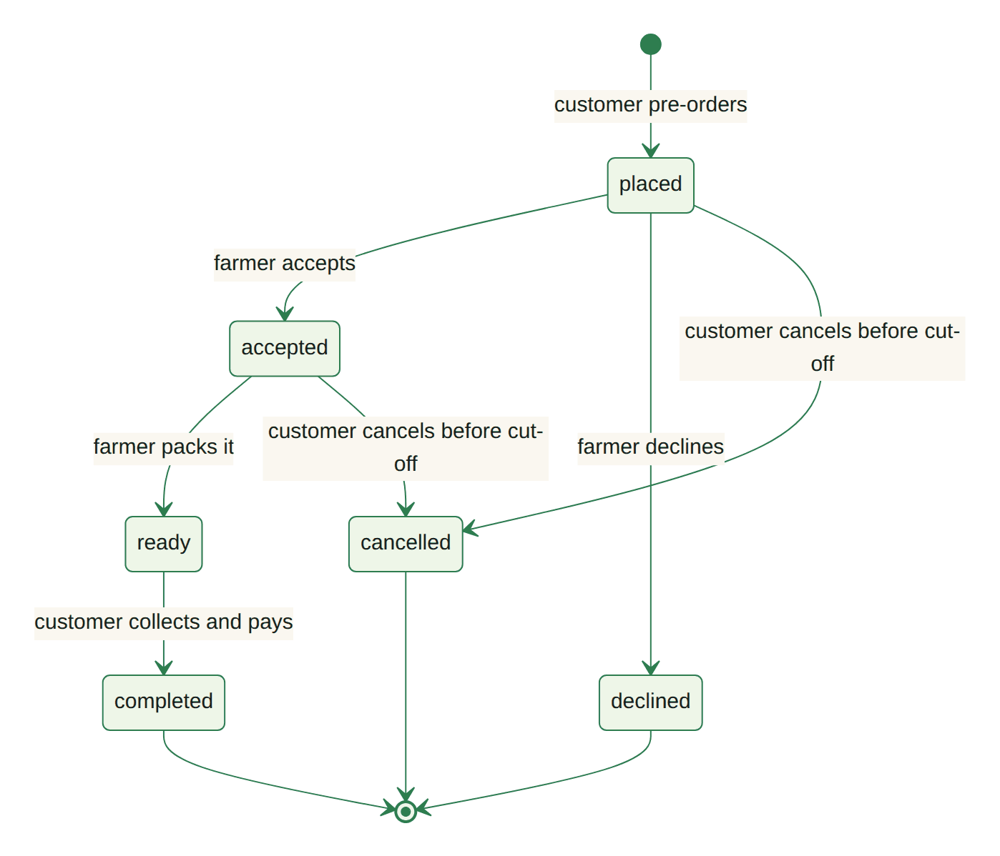 customer pre-orders
placed
farmer accepts
accepted
customer cancels before cut-
off
farmer packs it
customer cancels before cut-
off
farmer declines
ready
cancelled
customer collects and pays
completed
declined